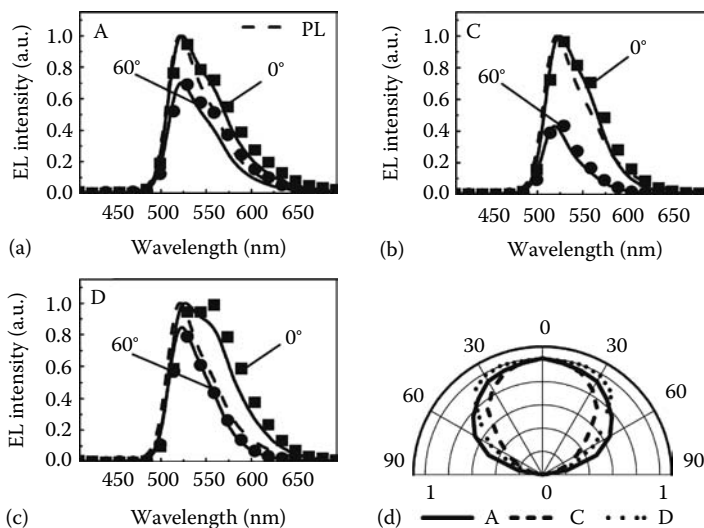 A
PL
EL intensity (a.u.)
1.0
0.8
0.6
0.4
0.2
0.0
60°
0°
450 500 550 600 650
(a) Wavelength (nm)
C
EL intensity (a.u.)
1.0
0.8
0.6
0.4
0.2
0.0
60°
0°
450 500 550 600 650
(b) Wavelength (nm)
D
EL intensity (a.u.)
1.0
0.8
0.6
0.4
0.2
0.0
60°
0°
450 500 550 600 650
(c) Wavelength (nm)
0
30 30
60 60
90 90
1 0 1
(d) A C D